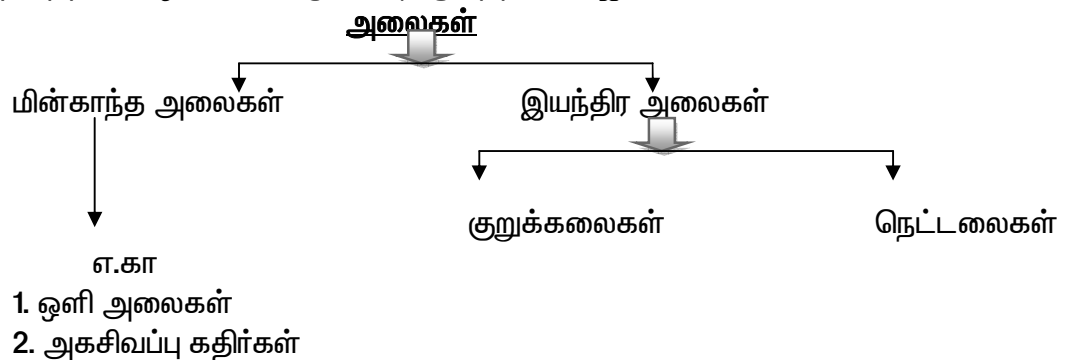 அலைகள்
மின்காந்த அலைகள் இயந்திர அலைகள்
குறுக்கலைகள் நெட்டலைகள்
எ.கா
1. ஒளி அலைகள்
2. அகசிவப்பு கதிர்கள்